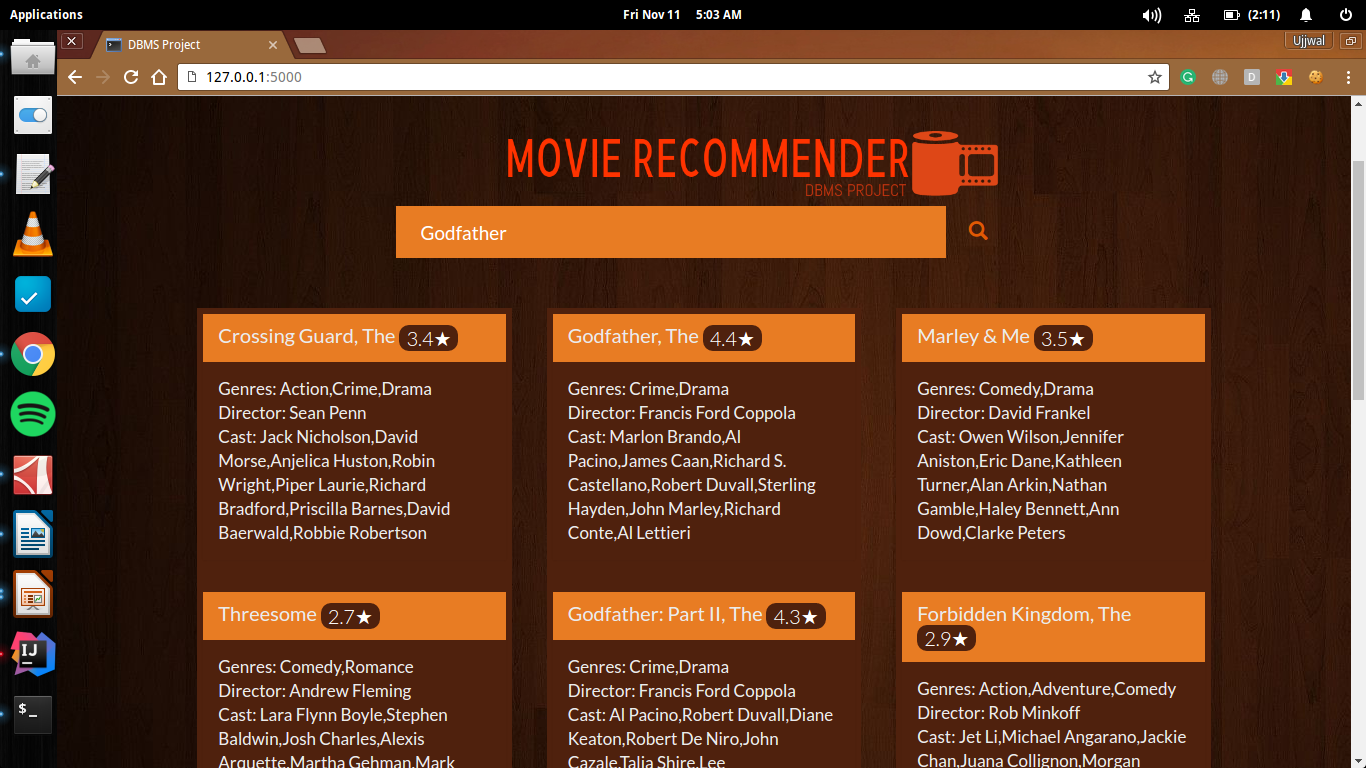 Applications
Fri Nov 11 5:03 AM
(2:11)
DBMS Project
Ujjwal
127.0.0.1:5000
MOVIE RECOMMENDER
DBMS PROJECT
Godfather
Crossing Guard, The 3.4★
Genres: Action,Crime,Drama
Director: Sean Penn
Cast: Jack Nicholson,David
Morse,Anjelica Huston,Robin
Wright,Piper Laurie,Richard
Bradford,Priscilla Barnes,David
Baerwald,Robbie Robertson
Godfather, The 4.4★
Genres: Crime,Drama
Director: Francis Ford Coppola
Cast: Marlon Brando,Al
Pacino,James Caan,Richard S.
Castellano,Robert Duvall,Sterling
Hayden,John Marley,Richard
Conte,Al Lettieri
Marley & Me 3.5★
Genres: Comedy,Drama
Director: David Frankel
Cast: Owen Wilson,Jennifer
Aniston,Eric Dane,Kathleen
Turner,Alan Arkin,Nathan
Gamble,Haley Bennett,Ann
Dowd,Clarke Peters
Threesome 2.7★
Genres: Comedy,Romance
Director: Andrew Fleming
Cast: Lara Flynn Boyle,Stephen
Baldwin,Josh Charles,Alexis
Arquette,Martha Gehman,Mark
Godfather: Part II, The 4.3★
Genres: Crime,Drama
Director: Francis Ford Coppola
Cast: Al Pacino,Robert Duvall,Diane
Keaton,Robert De Niro,John
Cazale,Talia Shire,Lee
Forbidden Kingdom, The
2.9★
Genres: Action,Adventure,Comedy
Director: Rob Minkoff
Cast: Jet Li,Michael Angarano,Jackie
Chan,Juana Collignon,Morgan
IJ
$_
G
D